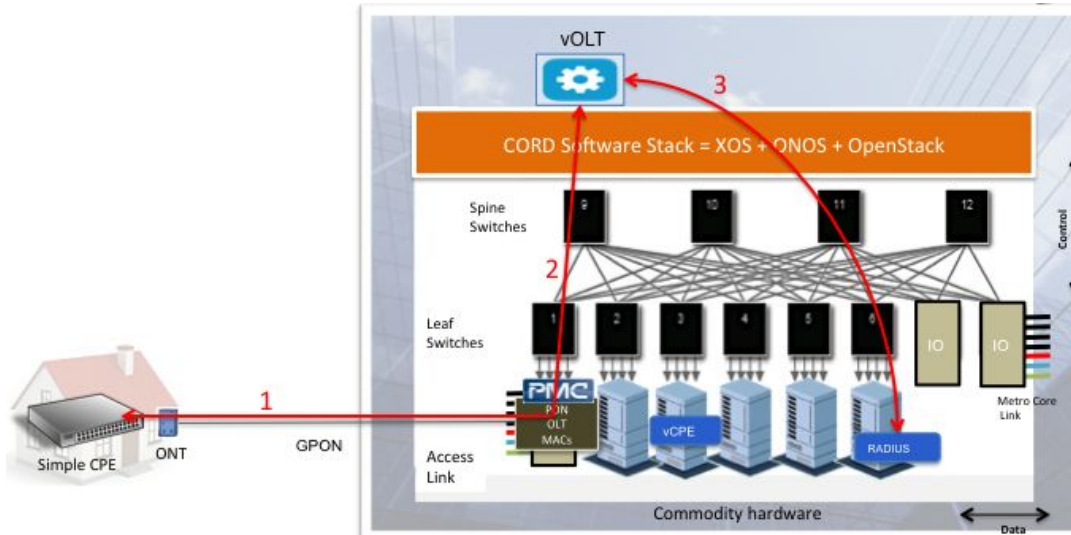 vOLT
3
CORD Software Stack = XOS + ONOS + OpenStack
Spine
Switches
9
10
11
12
Control
2
Leaf
Switches
1
2
3
4
5
6
IO
IO
PMC
PON
OLT
MACs
vCPE
RADIUS
Metro Core
Link
1
GPON
Simple CPE
ONT
Access
Link
Commodity hardware
Data